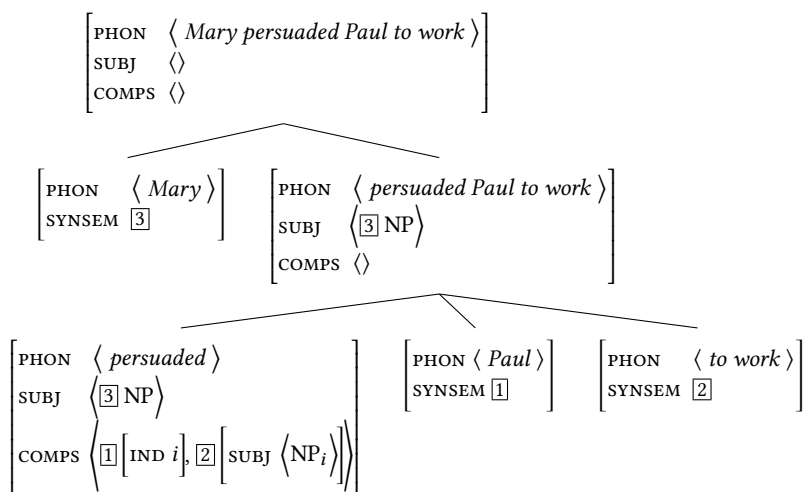 PHON ⟨ Mary persuaded Paul to work ⟩
SUBJ ⟨⟩
COMPS ⟨⟩
PHON ⟨ Mary ⟩
SYNSEM 3
PHON ⟨ persuaded Paul to work ⟩
SUBJ ⟨ 3 NP ⟩
COMPS ⟨⟩
PHON ⟨ persuaded ⟩
SUBJ ⟨ 3 NP ⟩
COMPS ⟨ 1 [IND i], 2 [SUBJ ⟨NPᵢ⟩] ⟩
PHON ⟨ Paul ⟩
SYNSEM 1
PHON ⟨ to work ⟩
SYNSEM 2